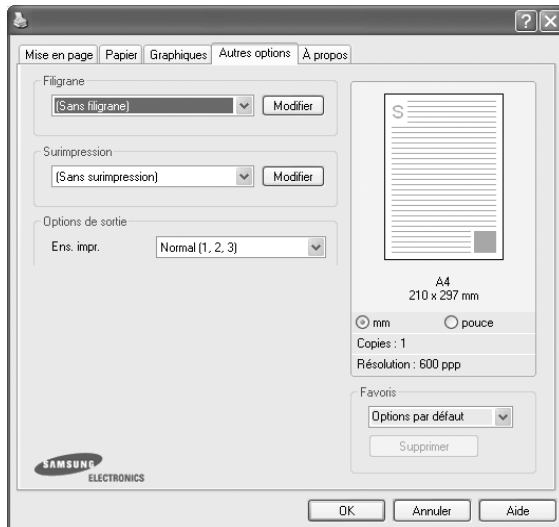 Mise en page Papier Graphiques Autres options À propos
Filigrane
(Sans filigrane) Modifier
Surimpression
(Sans surimpression) Modifier
Options de sortie
Ens. impr. Normal (1, 2, 3)
S
A4
210 x 297 mm
mm pouce
Copies : 1
Résolution : 600 ppp
Favoris
Options par défaut
Supprimer
SAMSUNG
ELECTRONICS
OK Annuler Aide